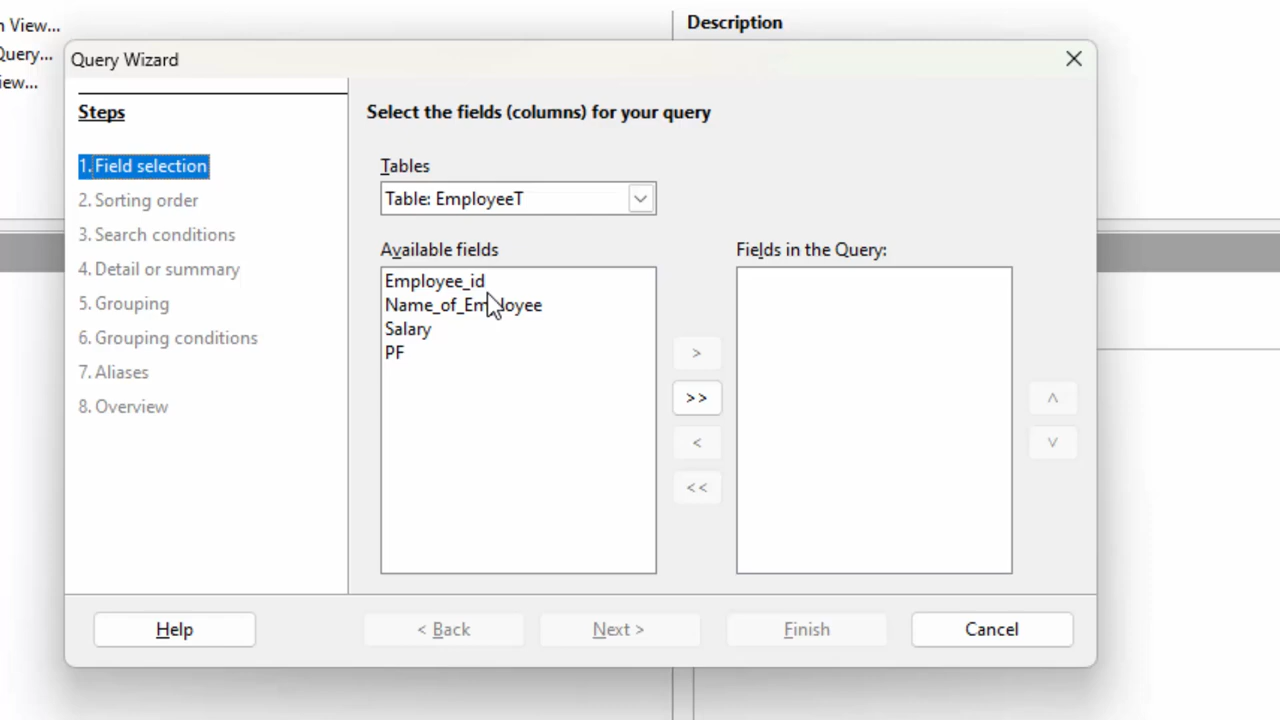 n View...
Query...
iew...
Description
Query Wizard
Steps
1. Field selection
2. Sorting order
3. Search conditions
4. Detail or summary
5. Grouping
6. Grouping conditions
7. Aliases
8. Overview
Select the fields (columns) for your query
Tables
Table: EmployeeT
Available fields
Employee_id
Name_of_Employee
Salary
PF
>
>>
<
<<
Fields in the Query:
Help
< Back
Next >
Finish
Cancel